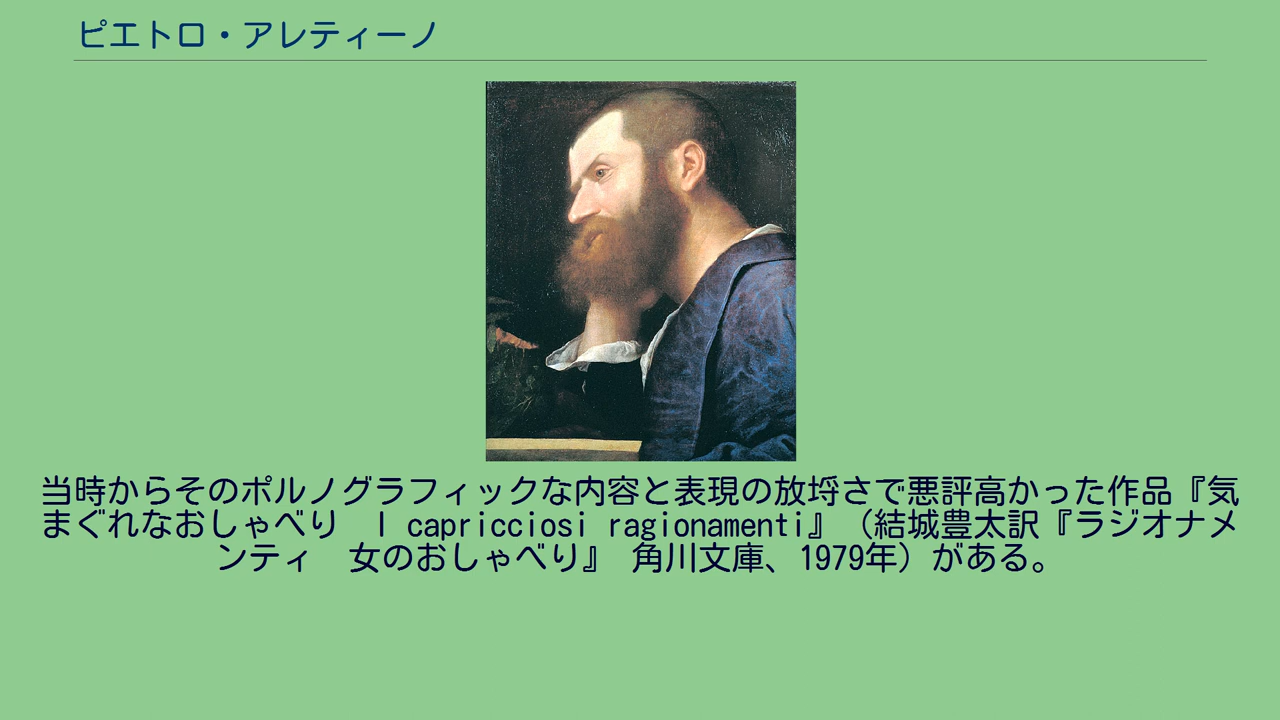 ピエトロ・アレティーノ
当時からそのポルノグラフィックな内容と表現の放埒さで悪評高かった作品『気
まぐれなおしゃべり　I capricciosi ragionamenti』（結城豊太訳『ラジオナメ
ンティ　女のおしゃべり』 角川文庫、1979年）がある。